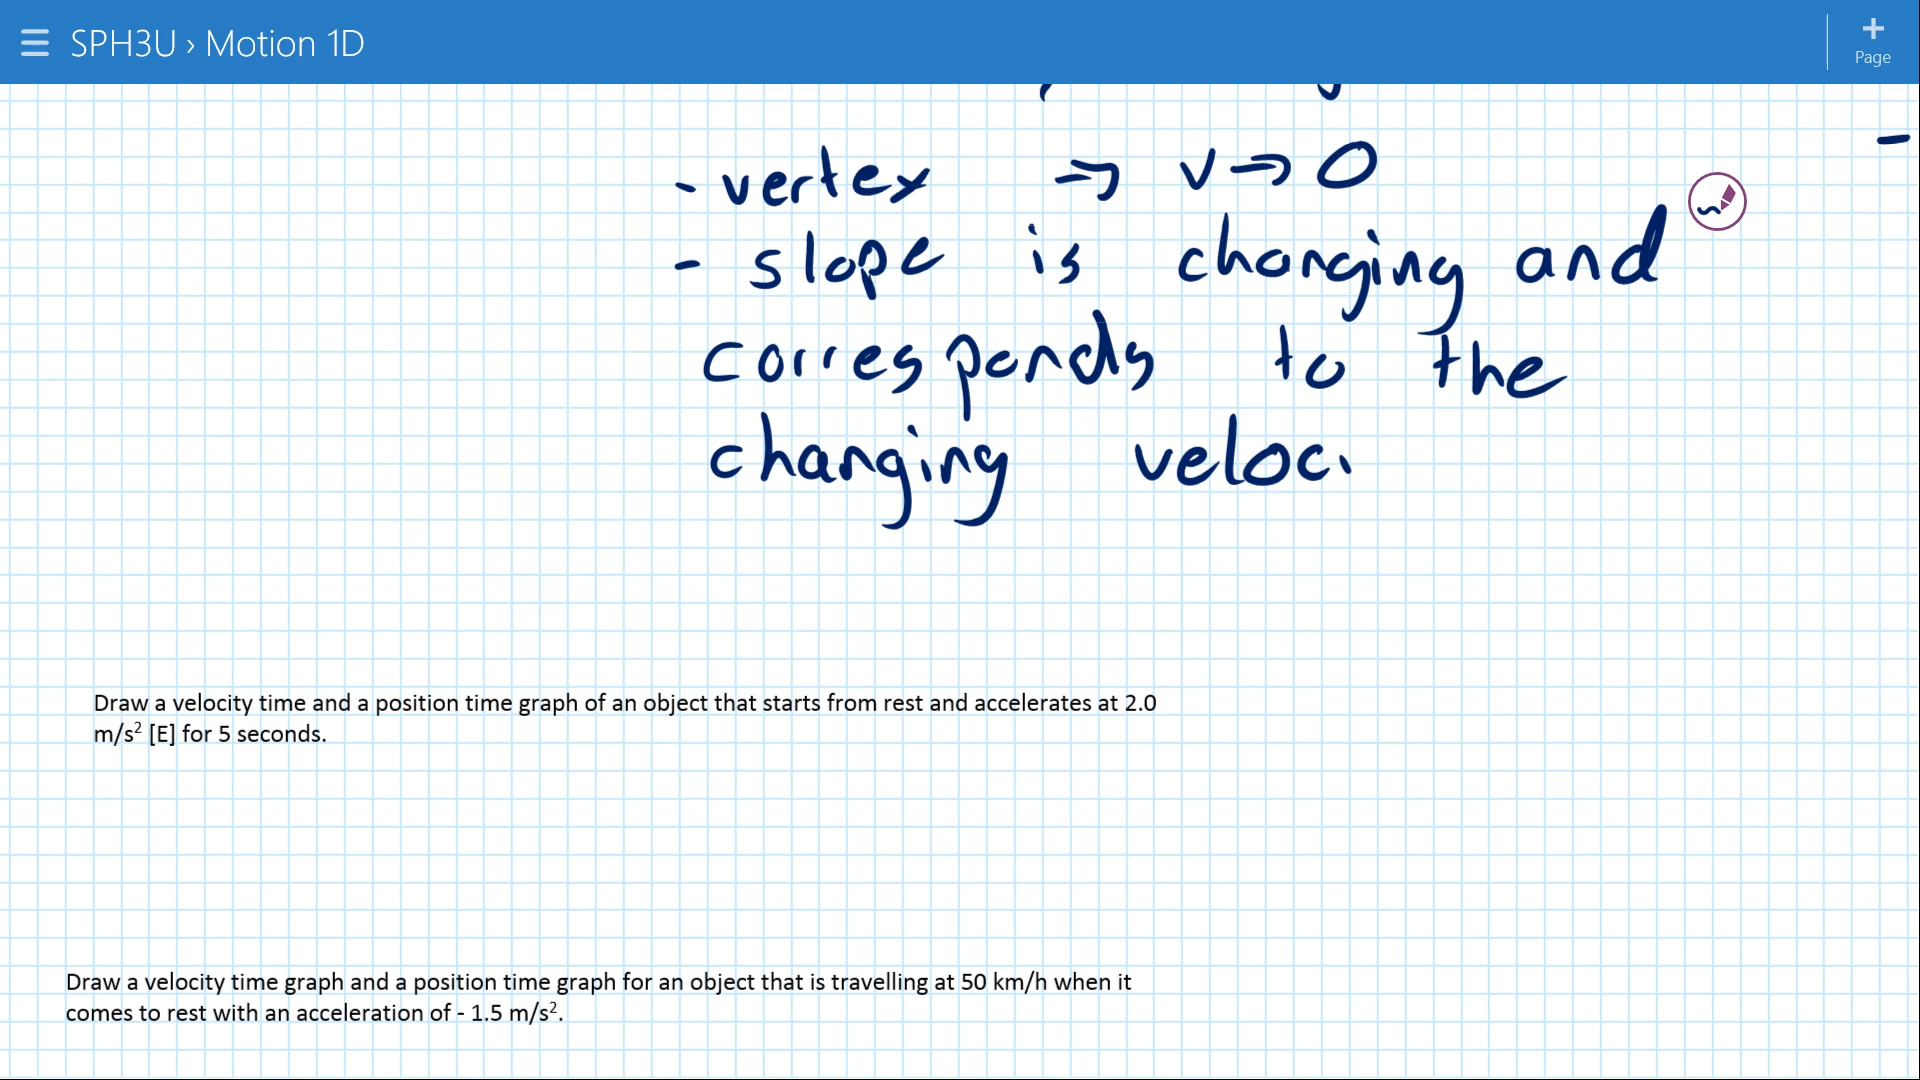 SPH3U › Motion 1D
Page
- vertex ⇒ v → 0
- slope is changing and
corresponds to the
changing veloci
Draw a velocity time and a position time graph of an object that starts from rest and accelerates at 2.0
m/s² [E] for 5 seconds.
Draw a velocity time graph and a position time graph for an object that is travelling at 50 km/h when it
comes to rest with an acceleration of - 1.5 m/s².